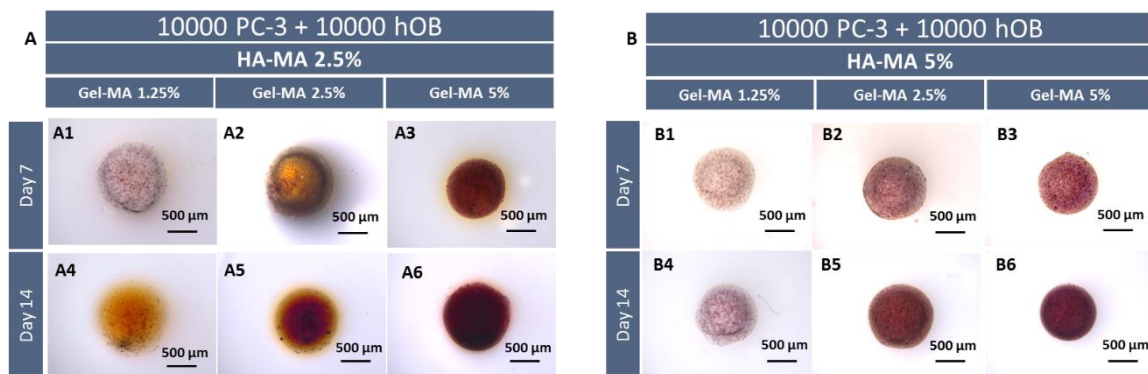 A
10000 PC-3 + 10000 hOB
HA-MA 2.5%
Gel-MA 1.25% Gel-MA 2.5% Gel-MA 5%
Day 7
A1 A2 A3
500 µm 500 µm 500 µm
Day 14
A4 A5 A6
500 µm 500 µm 500 µm
B
10000 PC-3 + 10000 hOB
HA-MA 5%
Gel-MA 1.25% Gel-MA 2.5% Gel-MA 5%
Day 7
B1 B2 B3
500 µm 500 µm 500 µm
Day 14
B4 B5 B6
500 µm 500 µm 500 µm